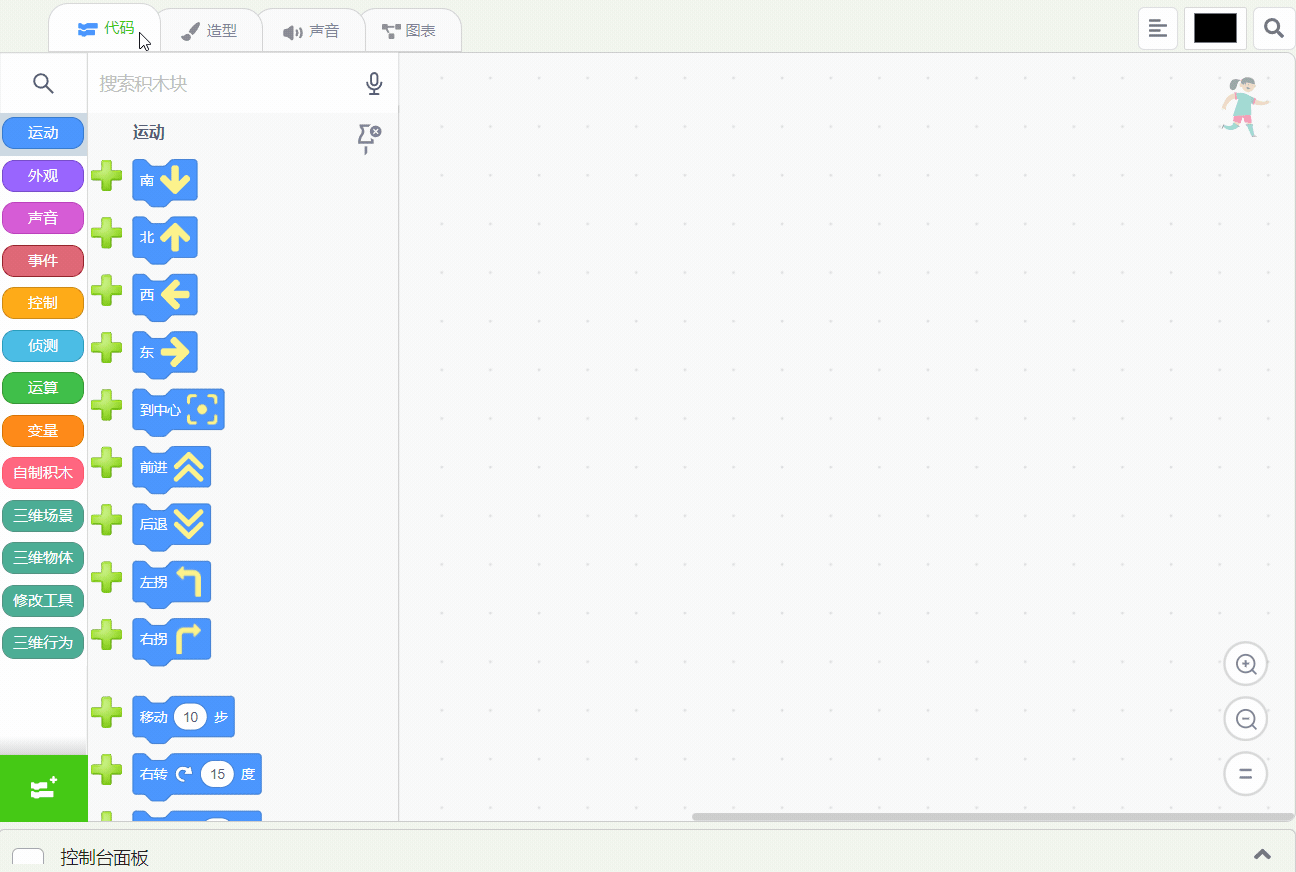 代码 造型 声音 图表
搜索积木块
运动
外观
声音
事件
控制
侦测
运算
变量
自制积木
三维场景
三维物体
修改工具
三维行为
运动
南
北
西
东
到中心
前进
后退
左拐
右拐
移动 10 步
右转 15 度
控制台面板